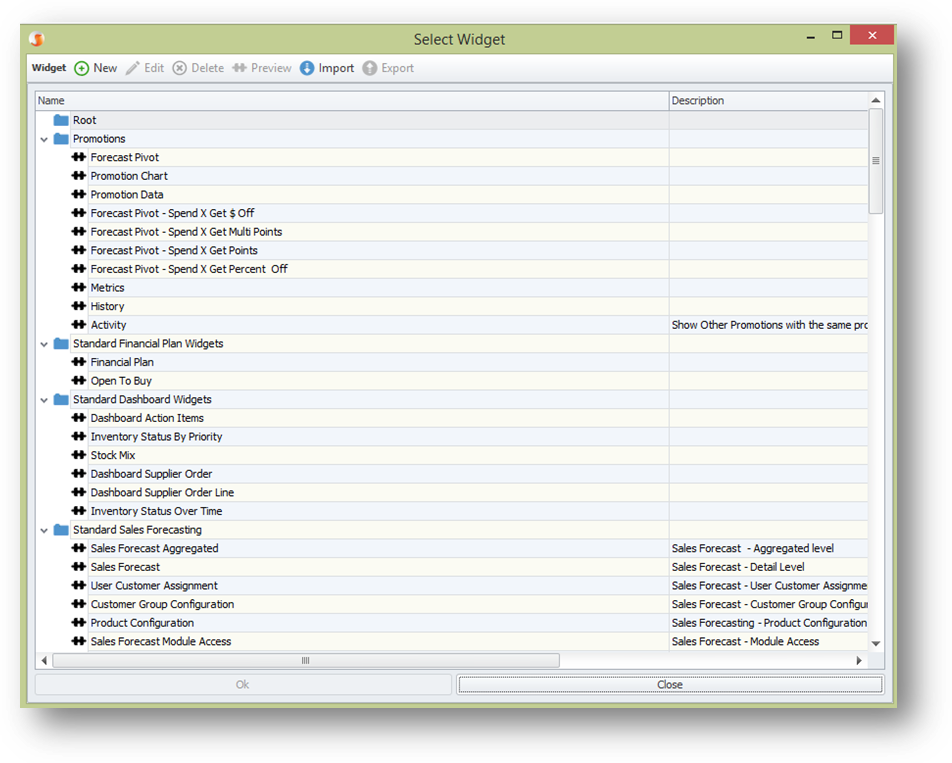 Select Widget
Widget New Edit Delete Preview Import Export
Name Description
Root
Promotions
Forecast Pivot
Promotion Chart
Promotion Data
Forecast Pivot - Spend X Get $ Off
Forecast Pivot - Spend X Get Multi Points
Forecast Pivot - Spend X Get Points
Forecast Pivot - Spend X Get Percent  Off
Metrics
History
Activity Show Other Promotions with the same pro
Standard Financial Plan Widgets
Financial Plan
Open To Buy
Standard Dashboard Widgets
Dashboard Action Items
Inventory Status By Priority
Stock Mix
Dashboard Supplier Order
Dashboard Supplier Order Line
Inventory Status Over Time
Standard Sales Forecasting
Sales Forecast Aggregated Sales Forecast  - Aggregated level
Sales Forecast Sales Forecast - Detail Level
User Customer Assignment Sales Forecast - User Customer Assignme
Customer Group Configuration Sales Forecast - Customer Group Configur
Product Configuration Sales Forecasting - Product Configuration
Sales Forecast Module Access Sales Forecast - Module Access
Ok Close